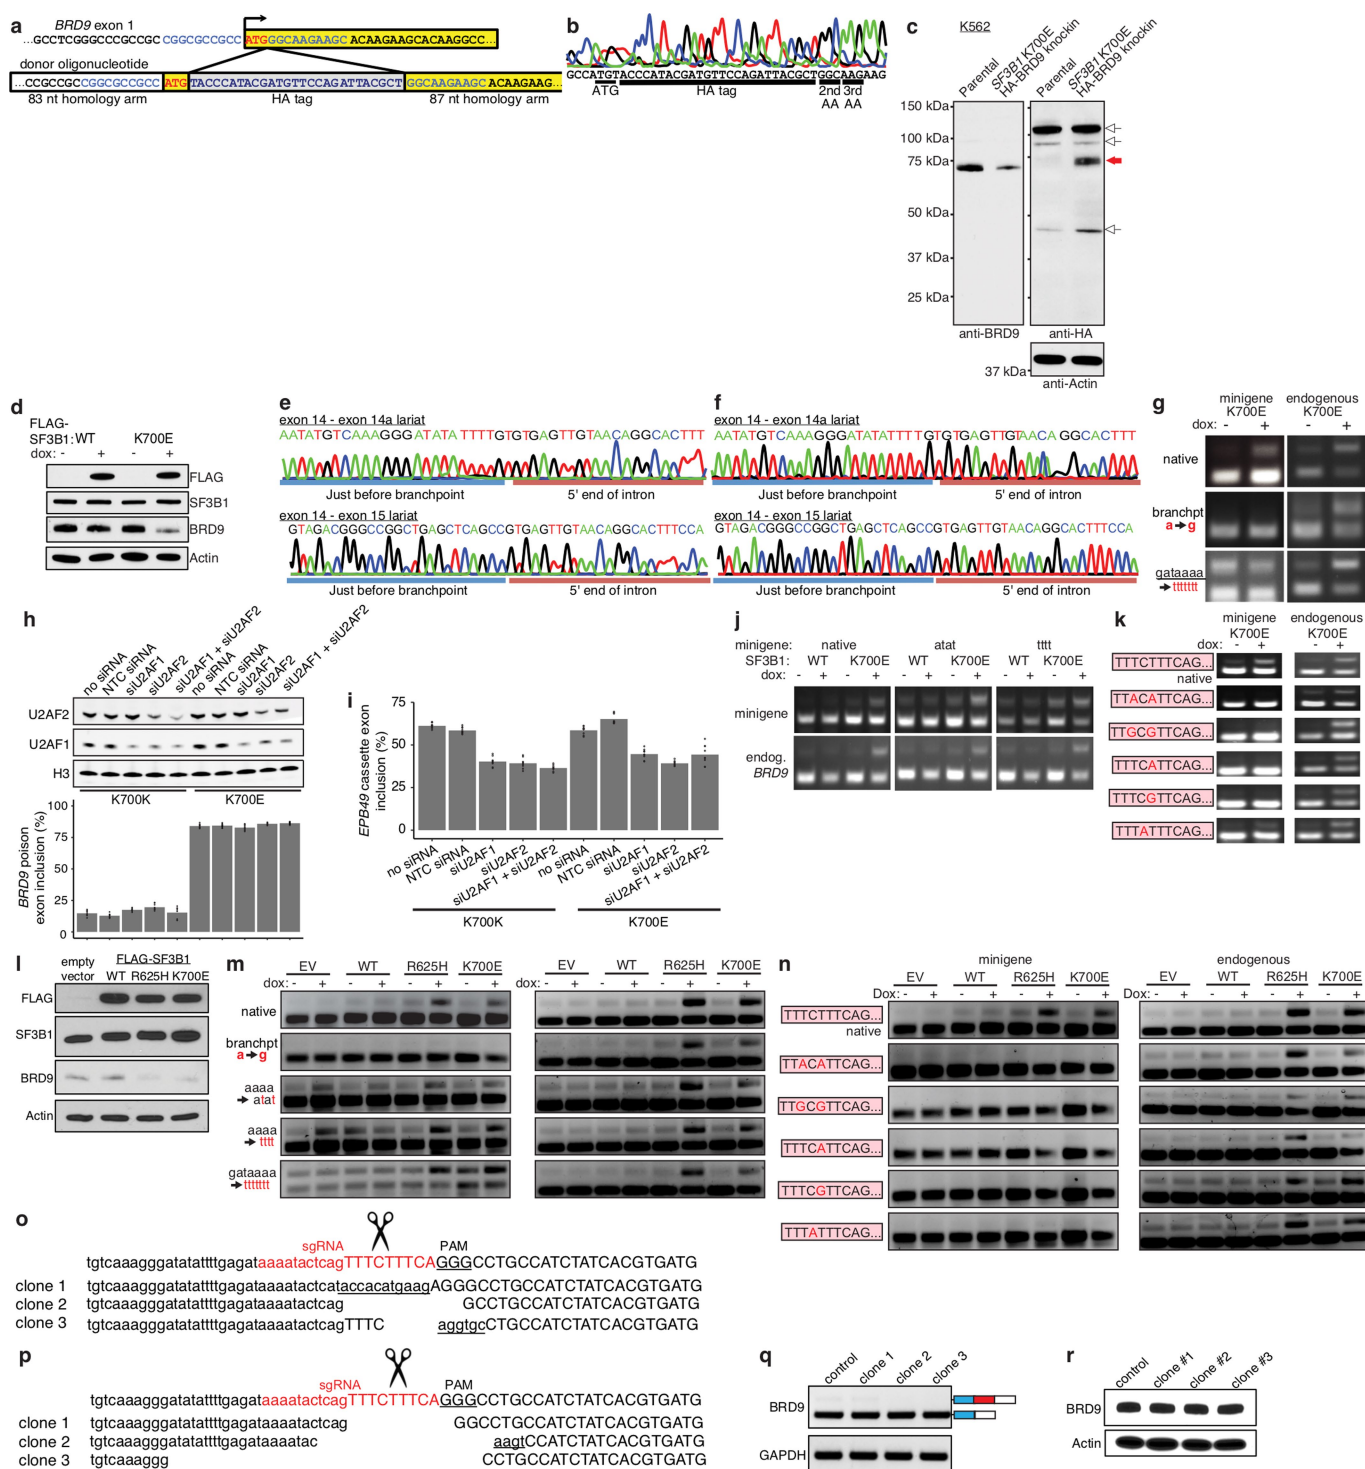 a
BRD9 exon 1
...GCCTCGGGCCCGCCGC CGGCGCCGCC ATGGGCAAGAAGC ACAAGAAGCACAAGGCC...
donor oligonucleotide
...CCGCCGCCGGCGCCGCC ATG TACCCATACGATGTTCCAGATTACGCT GGCAAGAAGCACAAGAAG...
83 nt homology arm HA tag 87 nt homology arm
b
GCCATGTACCCATACGATGTTCCAGATTACGCTGGCAAGAAG
ATG HA tag 2nd 3rd
AA AA
c
K562
Parental
SF3B1 K700E
HA-BRD9 knockin
Parental
SF3B1 K700E
HA-BRD9 knockin
150 kDa
100 kDa
75 kDa
50 kDa
37 kDa
25 kDa
anti-BRD9 anti-HA
37 kDa
anti-Actin
d
FLAG-
SF3B1: WT K700E
dox: - + - +
FLAG
SF3B1
BRD9
Actin
e
exon 14 - exon 14a lariat
AATATGTCAAAGGGATATATTTTGTGTGAGTTGTAACAGGCACTTT
Just before branchpoint 5' end of intron
exon 14 - exon 15 lariat
GTAGACGGGCCGGCTGAGCTCAGCCGTGAGTTGTAACAGGCACTTTCCA
Just before branchpoint 5' end of intron
f
exon 14 - exon 14a lariat
AATATGTCAAAGGGATATATTTTGTGTGAGTTGTAACAGGCACTTT
Just before branchpoint 5' end of intron
exon 14 - exon 15 lariat
GTAGACGGGCCGGCTGAGCTCAGCCGTGAGTTGTAACAGGCACTTTCCA
Just before branchpoint 5' end of intron
g
minigene endogenous
K700E K700E
dox: - + - +
native
branchpt
a g
gataaaa
ttttttt
h
no siRNA
NTC siRNA
siU2AF1
siU2AF2
siU2AF1 + siU2AF2
no siRNA
NTC siRNA
siU2AF1
siU2AF2
siU2AF1 + siU2AF2
U2AF2
U2AF1
H3
K700K K700E
BRD9 poison
exon inclusion (%)
100
75
50
25
0
i
EPB49 cassette exon
inclusion (%)
75
50
25
0
no siRNA
NTC siRNA
siU2AF1
siU2AF2
siU2AF1 + siU2AF2
no siRNA
NTC siRNA
siU2AF1
siU2AF2
siU2AF1 + siU2AF2
K700K K700E
j
minigene: native atat tttt
SF3B1: WT K700E WT K700E WT K700E
dox: - + - + - + - + - + - +
minigene
endog.
BRD9
k
minigene endogenous
K700E K700E
dox: - + - +
TTTCTTTCAG...
native
TTACATTCAG...
TTGCGTTCAG...
TTTCATTCAG...
TTTCGTTCAG...
TTTATTTCAG...
l
empty FLAG-SF3B1
vector WT R625H K700E
FLAG
SF3B1
BRD9
Actin
m
EV WT R625H K700E EV WT R625H K700E
dox: - + - + - + - + dox: - + - + - + - +
native
branchpt
a g
aaaa
atat
aaaa
tttt
gataaaa
ttttttt
n
minigene endogenous
EV WT R625H K700E EV WT R625H K700E
Dox: - + - + - + - + Dox: - + - + - + - +
TTTCTTTCAG...
native
TTACATTCAG...
TTGCGTTCAG...
TTTCATTCAG...
TTTCGTTCAG...
TTTATTTCAG...
o
sgRNA PAM
tgtcaaagggatatattttgagataaaatactcagTTTCTTTCAGGGCCTGCCATCTATCACGTGATG
clone 1 tgtcaaagggatatattttgagataaaatactcataccacatgaagAGGGCCTGCCATCTATCACGTGATG
clone 2 tgtcaaagggatatattttgagataaaatactcag GCCTGCCATCTATCACGTGATG
clone 3 tgtcaaagggatatattttgagataaaatactcagTTTC aggtgcCTGCCATCTATCACGTGATG
p
sgRNA PAM
tgtcaaagggatatattttgagataaaatactcagTTTCTTTCAGGGCCTGCCATCTATCACGTGATG
clone 1 tgtcaaagggatatattttgagataaaatactcag GGCCTGCCATCTATCACGTGATG
clone 2 tgtcaaagggatatattttgagataaaatac aagtCCATCTATCACGTGATG
clone 3 tgtcaaaggg CCTGCCATCTATCACGTGATG
q
control
clone 1
clone 2
clone 3
BRD9
GAPDH
r
control
clone #1
clone #2
clone #3
BRD9
Actin